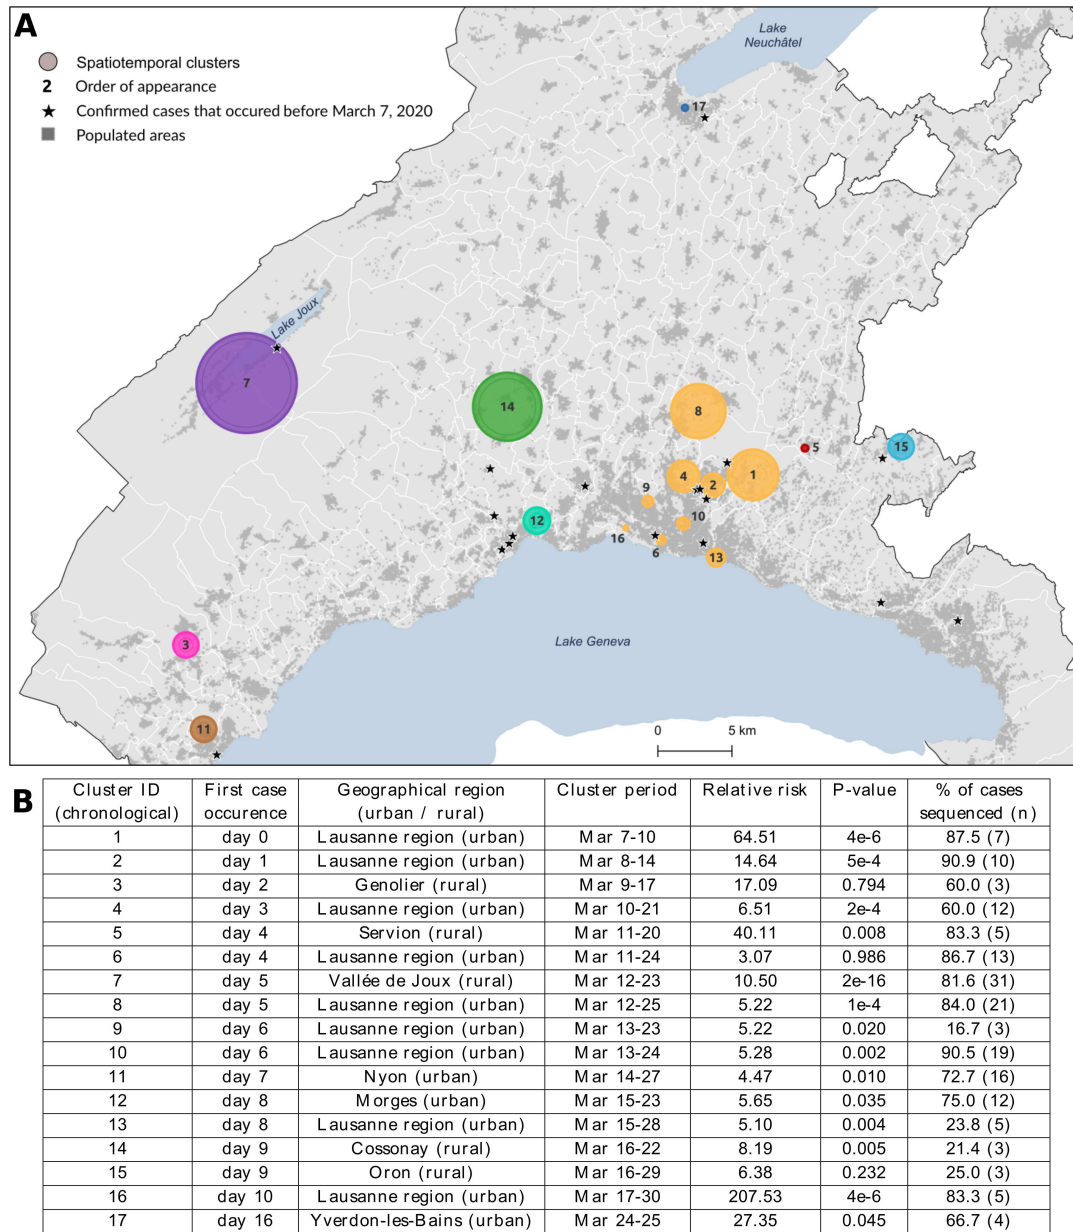 A
Lake
Neuchâtel
Spatiotemporal clusters
2 Order of appearance
Confirmed cases that occured before March 7, 2020
Populated areas
17
Lake Joux
7
14
8
5
15
4
2
1
9
10
12
16
6
13
3
Lake Geneva
11
0 5 km
B
Cluster ID First case Geographical region Cluster period Relative risk P-value % of cases
(chronological) occurence (urban / rural) sequenced (n)
1 day 0 Lausanne region (urban) Mar 7-10 64.51 4e-6 87.5 (7)
2 day 1 Lausanne region (urban) Mar 8-14 14.64 5e-4 90.9 (10)
3 day 2 Genolier (rural) Mar 9-17 17.09 0.794 60.0 (3)
4 day 3 Lausanne region (urban) Mar 10-21 6.51 2e-4 60.0 (12)
5 day 4 Servion (rural) Mar 11-20 40.11 0.008 83.3 (5)
6 day 4 Lausanne region (urban) Mar 11-24 3.07 0.986 86.7 (13)
7 day 5 Vallée de Joux (rural) Mar 12-23 10.50 2e-16 81.6 (31)
8 day 5 Lausanne region (urban) Mar 12-25 5.22 1e-4 84.0 (21)
9 day 6 Lausanne region (urban) Mar 13-23 5.22 0.020 16.7 (3)
10 day 6 Lausanne region (urban) Mar 13-24 5.28 0.002 90.5 (19)
11 day 7 Nyon (urban) Mar 14-27 4.47 0.010 72.7 (16)
12 day 8 Morges (urban) Mar 15-23 5.65 0.035 75.0 (12)
13 day 8 Lausanne region (urban) Mar 15-28 5.10 0.004 23.8 (5)
14 day 9 Cossonay (rural) Mar 16-22 8.19 0.005 21.4 (3)
15 day 9 Oron (rural) Mar 16-29 6.38 0.232 25.0 (3)
16 day 10 Lausanne region (urban) Mar 17-30 207.53 4e-6 83.3 (5)
17 day 16 Yverdon-les-Bains (urban) Mar 24-25 27.35 0.045 66.7 (4)